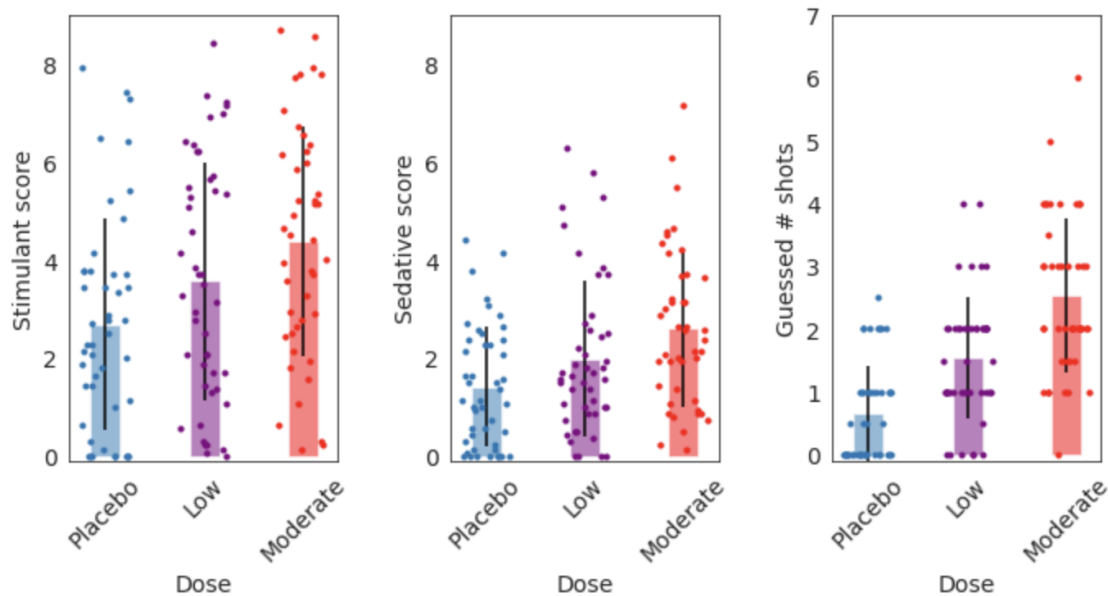 Stimulant score
8
6
4
2
0
Placebo
Low
Moderate
Dose
Sedative score
8
6
4
2
0
Placebo
Low
Moderate
Dose
Guessed # shots
7
6
5
4
3
2
1
0
Placebo
Low
Moderate
Dose